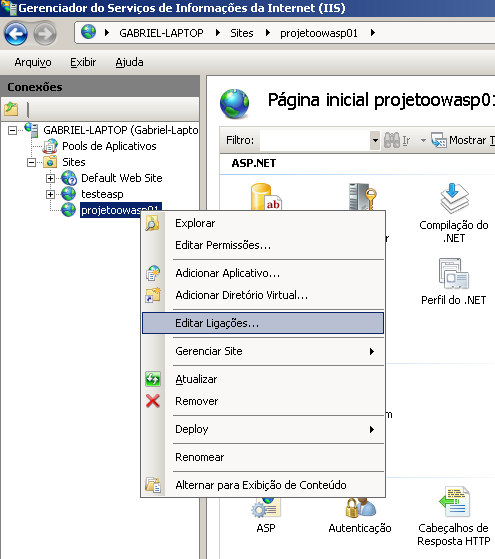 Gerenciador do Serviços de Informações da Internet (IIS)
GABRIEL-LAPTOP Sites projetoowasp01
Arquivo Exibir Ajuda
Conexões
GABRIEL-LAPTOP (Gabriel-Lapto
Pools de Aplicativos
Sites
Default Web Site
testeasp
projetoowasp01
Página inicial projetoowasp01
Filtro: Ir Mostrar T
ASP.NET
ab
Compilação do
.NET
Perfil do .NET
Explorar
Editar Permissões...
Adicionar Aplicativo...
Adicionar Diretório Virtual...
Editar Ligações...
Gerenciar Site
Atualizar
Remover
Deploy
Renomear
Alternar para Exibição de Conteúdo
ASP
Autenticação
Cabeçalhos de
Resposta HTTP